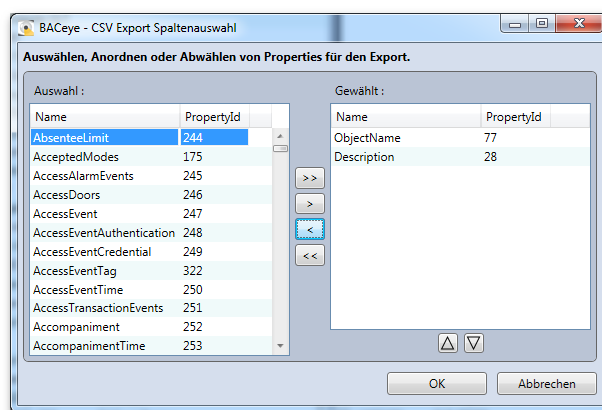 BACeye - CSV Export Spaltenauswahl
Auswählen, Anordnen oder Abwählen von Properties für den Export.
Auswahl :
Name PropertyId
AbsenteeLimit 244
AcceptedModes 175
AccessAlarmEvents 245
AccessDoors 246
AccessEvent 247
AccessEventAuthentication 248
AccessEventCredential 249
AccessEventTag 322
AccessEventTime 250
AccessTransactionEvents 251
Accompaniment 252
AccompanimentTime 253
>>
>
<
<<
Gewählt :
Name PropertyId
ObjectName 77
Description 28
OK Abbrechen